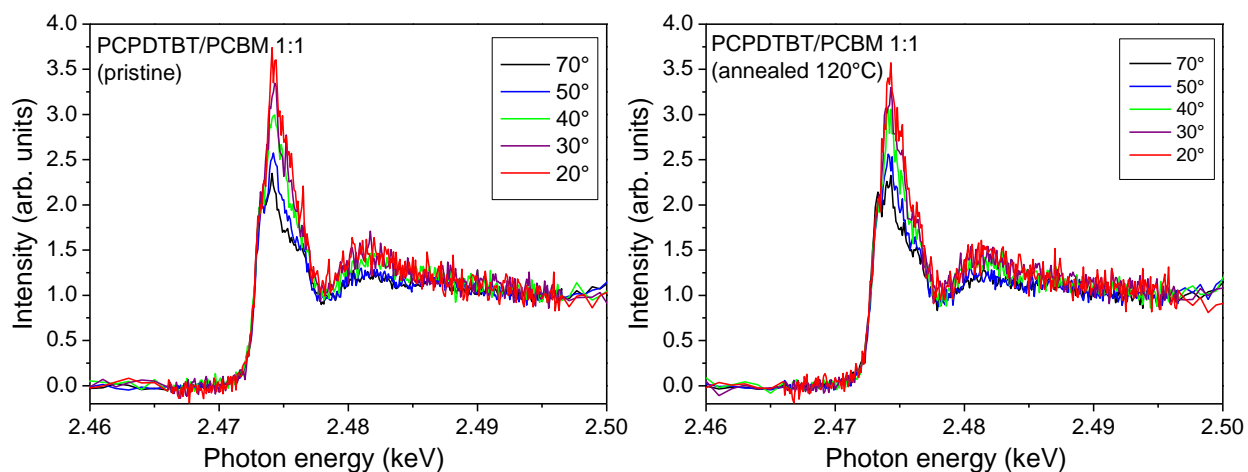 PCPDTBT/PCBM 1:1
(pristine)
70°
50°
40°
30°
20°
4.0
3.5
3.0
2.5
2.0
1.5
1.0
0.5
0.0
Intensity (arb. units)
2.46 2.47 2.48 2.49 2.50
Photon energy (keV)
PCPDTBT/PCBM 1:1
(annealed 120°C)
70°
50°
40°
30°
20°
4.0
3.5
3.0
2.5
2.0
1.5
1.0
0.5
0.0
Intensity (arb. units)
2.46 2.47 2.48 2.49 2.50
Photon energy (keV)